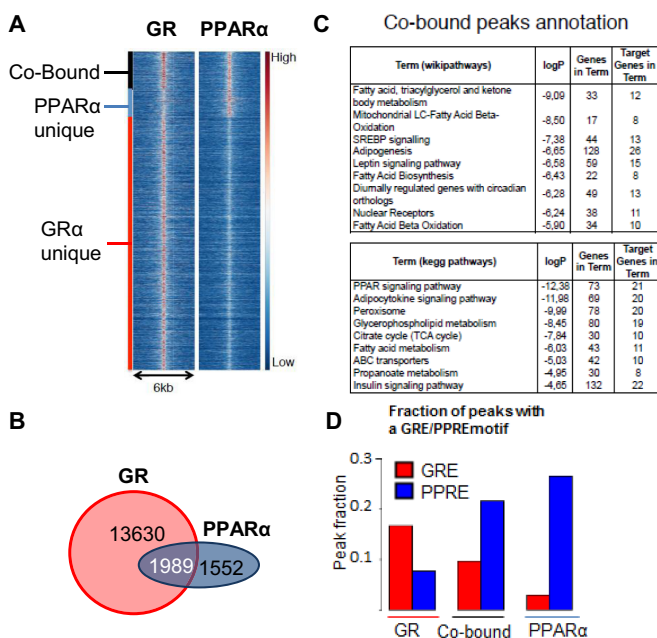 A
GR PPARα
Co-Bound
PPARα
unique
GRα
unique
High
Low
6kb
B
GR
PPARα
13630
1989
1552
C
Co-bound peaks annotation
Term (wikipathways) logP Genes in Term Target Genes in Term
Fatty acid, triacylglycerol and ketone body metabolism -9,09 33 12
Mitochondrial LC-Fatty Acid Beta-Oxidation -8,50 17 8
SREBP signalling -7,38 44 13
Adipogenesis -6,65 128 26
Leptin signaling pathway -6,58 59 15
Fatty Acid Biosynthesis -6,43 22 8
Diurnally regulated genes with circadian orthologs -6,28 49 13
Nuclear Receptors -6,24 38 11
Fatty Acid Beta Oxidation -5,90 34 10
Term (kegg pathways) logP Genes in Term Target Genes in Term
PPAR signaling pathway -12,38 73 21
Adipocytokine signaling pathway -11,98 69 20
Peroxisome -9,99 78 20
Glycerophospholipid metabolism -8,45 80 19
Citrate cycle (TCA cycle) -7,84 30 10
Fatty acid metabolism -6,03 43 11
ABC transporters -5,03 42 10
Propanoate metabolism -4,95 30 8
Insulin signaling pathway -4,65 132 22
D
Fraction of peaks with
a GRE/PPREmotif
GRE
PPRE
Peak fraction
0.3
0.2
0.1
GR Co-bound PPARα